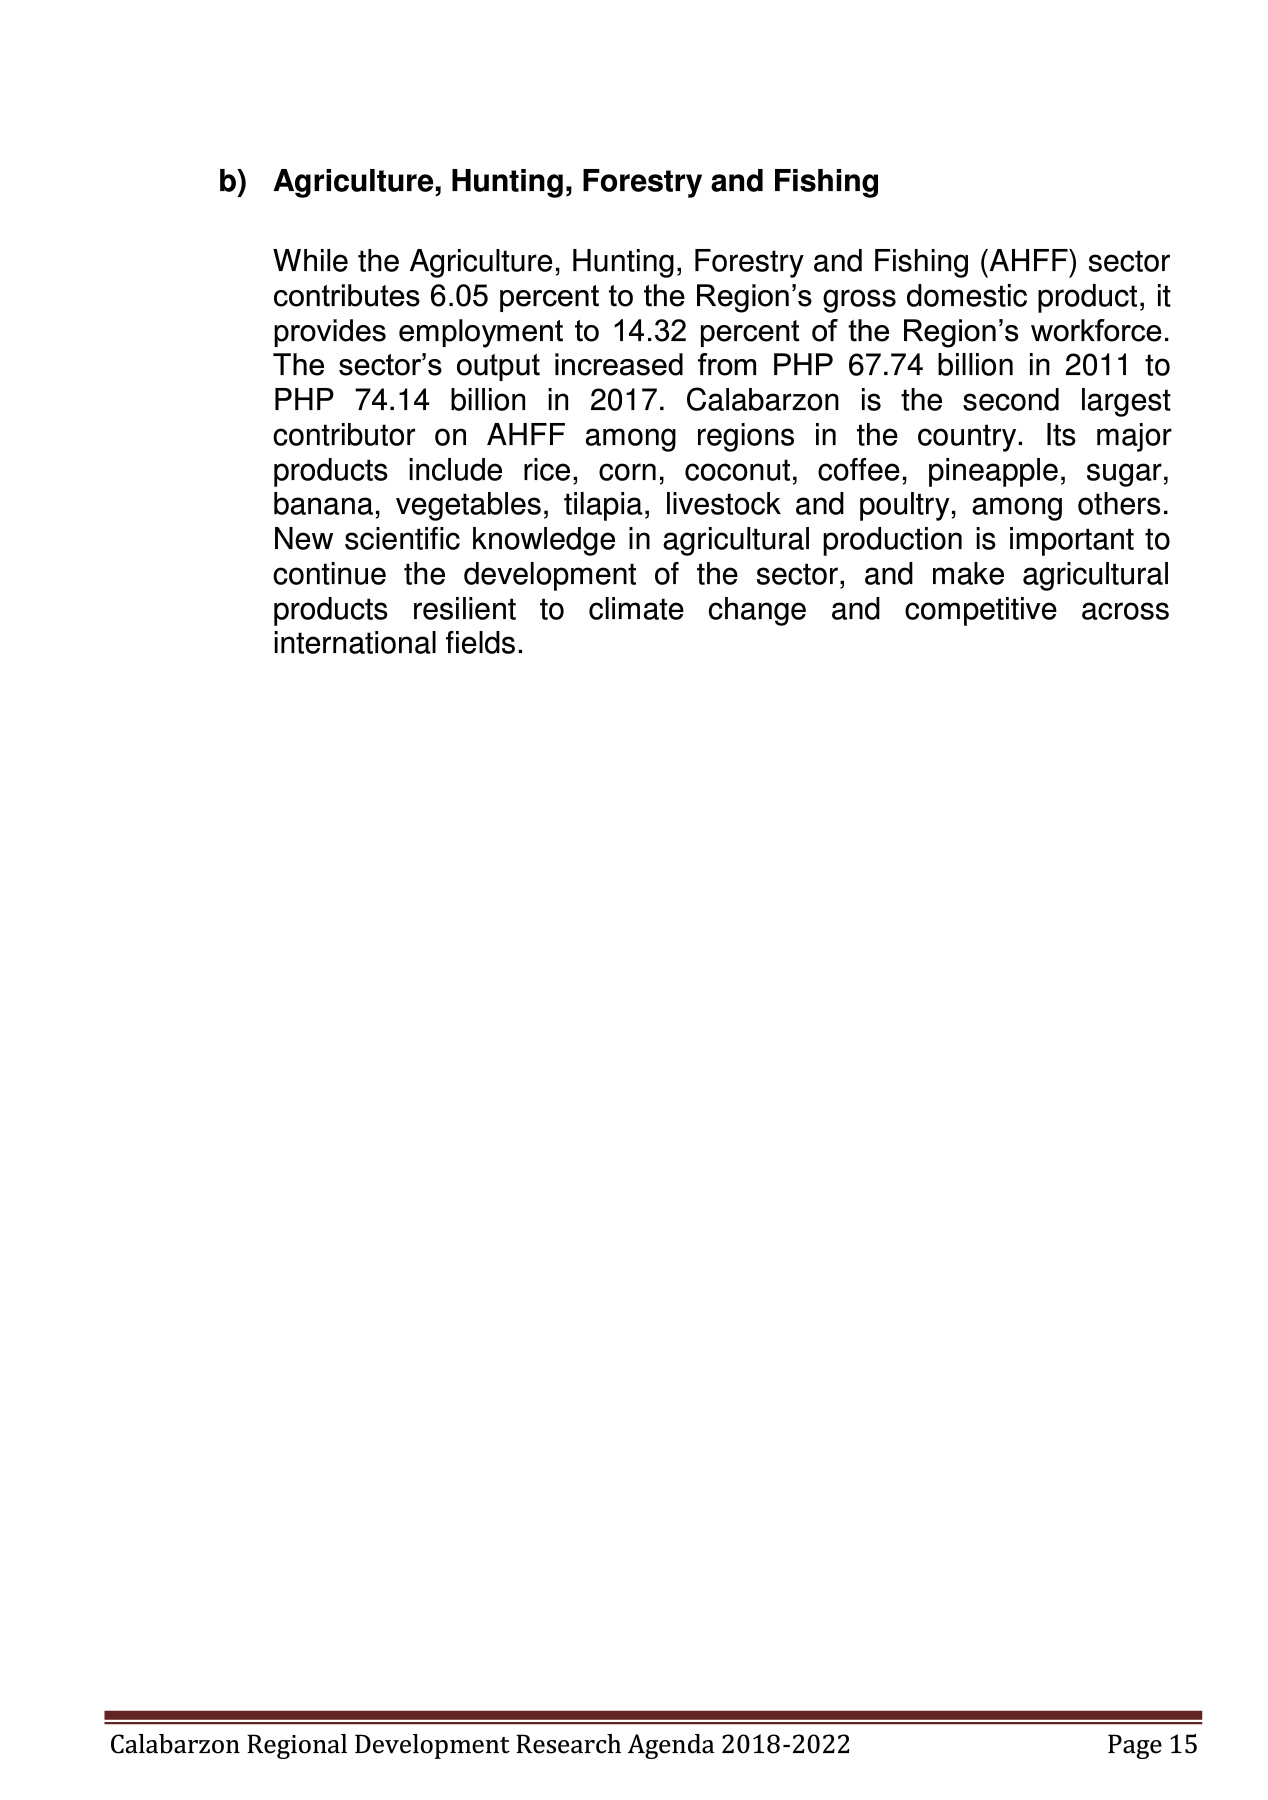 b) Agriculture, Hunting, Forestry and Fishing
While the Agriculture, Hunting, Forestry and Fishing (AHFF) sector
contributes 6.05 percent to the Region’s gross domestic product, it
provides employment to 14.32 percent of the Region’s workforce.
The sector’s output increased from PHP 67.74 billion in 2011 to
PHP 74.14 billion in 2017. Calabarzon is the second largest
contributor on AHFF among regions in the country. Its major
products include rice, corn, coconut, coffee, pineapple, sugar,
banana, vegetables, tilapia, livestock and poultry, among others.
New scientific knowledge in agricultural production is important to
continue the development of the sector, and make agricultural
products resilient to climate change and competitive across
international fields.
Calabarzon Regional Development Research Agenda 2018-2022 Page 15